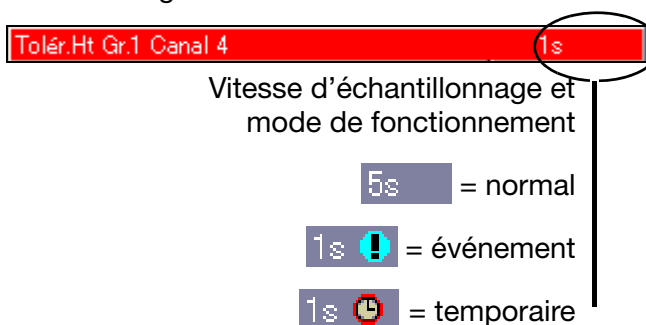 Tolér.Ht Gr.1 Canal 4 1s
Vitesse d'échantillonnage et
mode de fonctionnement
5s = normal
1s = événement
1s = temporaire